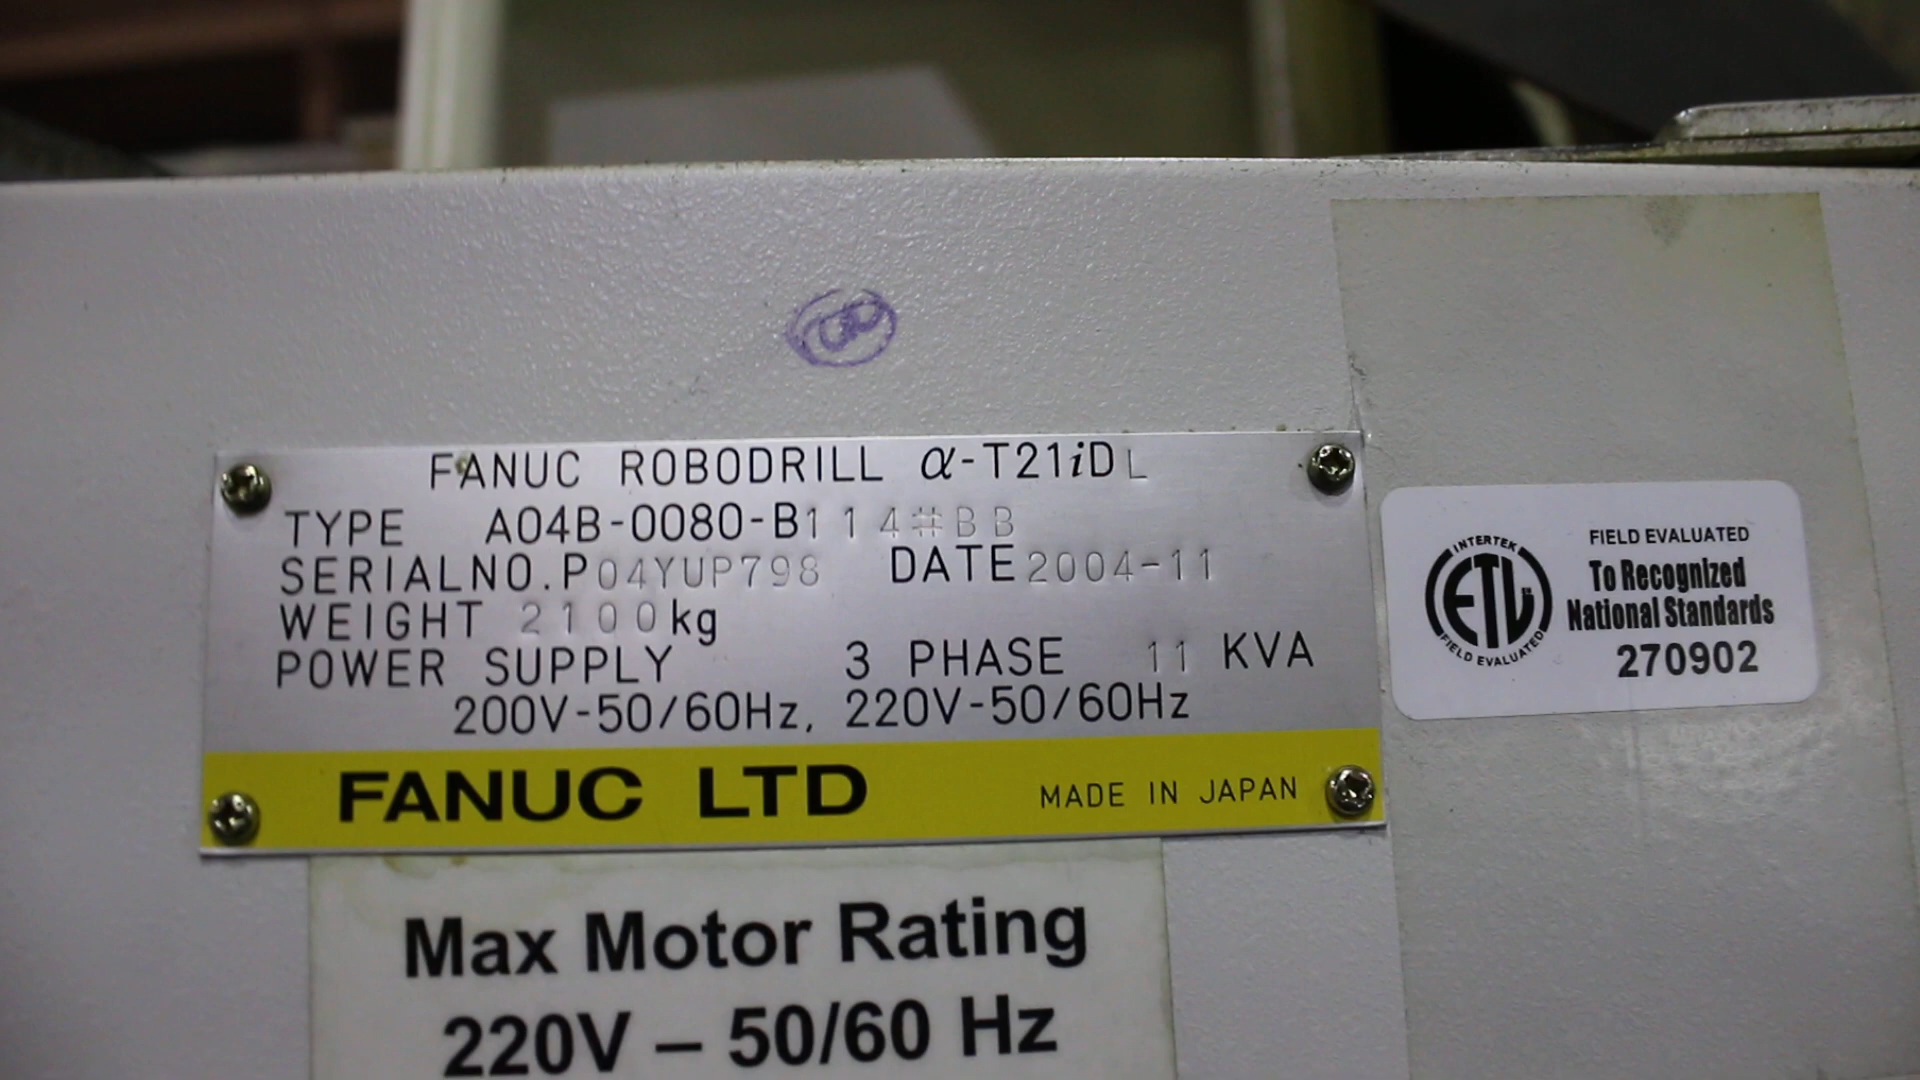 FANUC ROBODRILL α-T21iDL
TYPE A04B-0080-B114#BB
SERIALNO.P04YUP798 DATE 2004-11
WEIGHT 2100kg
POWER SUPPLY 3 PHASE 11 KVA
200V-50/60Hz, 220V-50/60Hz
FANUC LTD MADE IN JAPAN
Max Motor Rating
220V – 50/60 Hz
INTERTEK
ETL
FIELD EVALUATED
FIELD EVALUATED
To Recognized
National Standards
270902